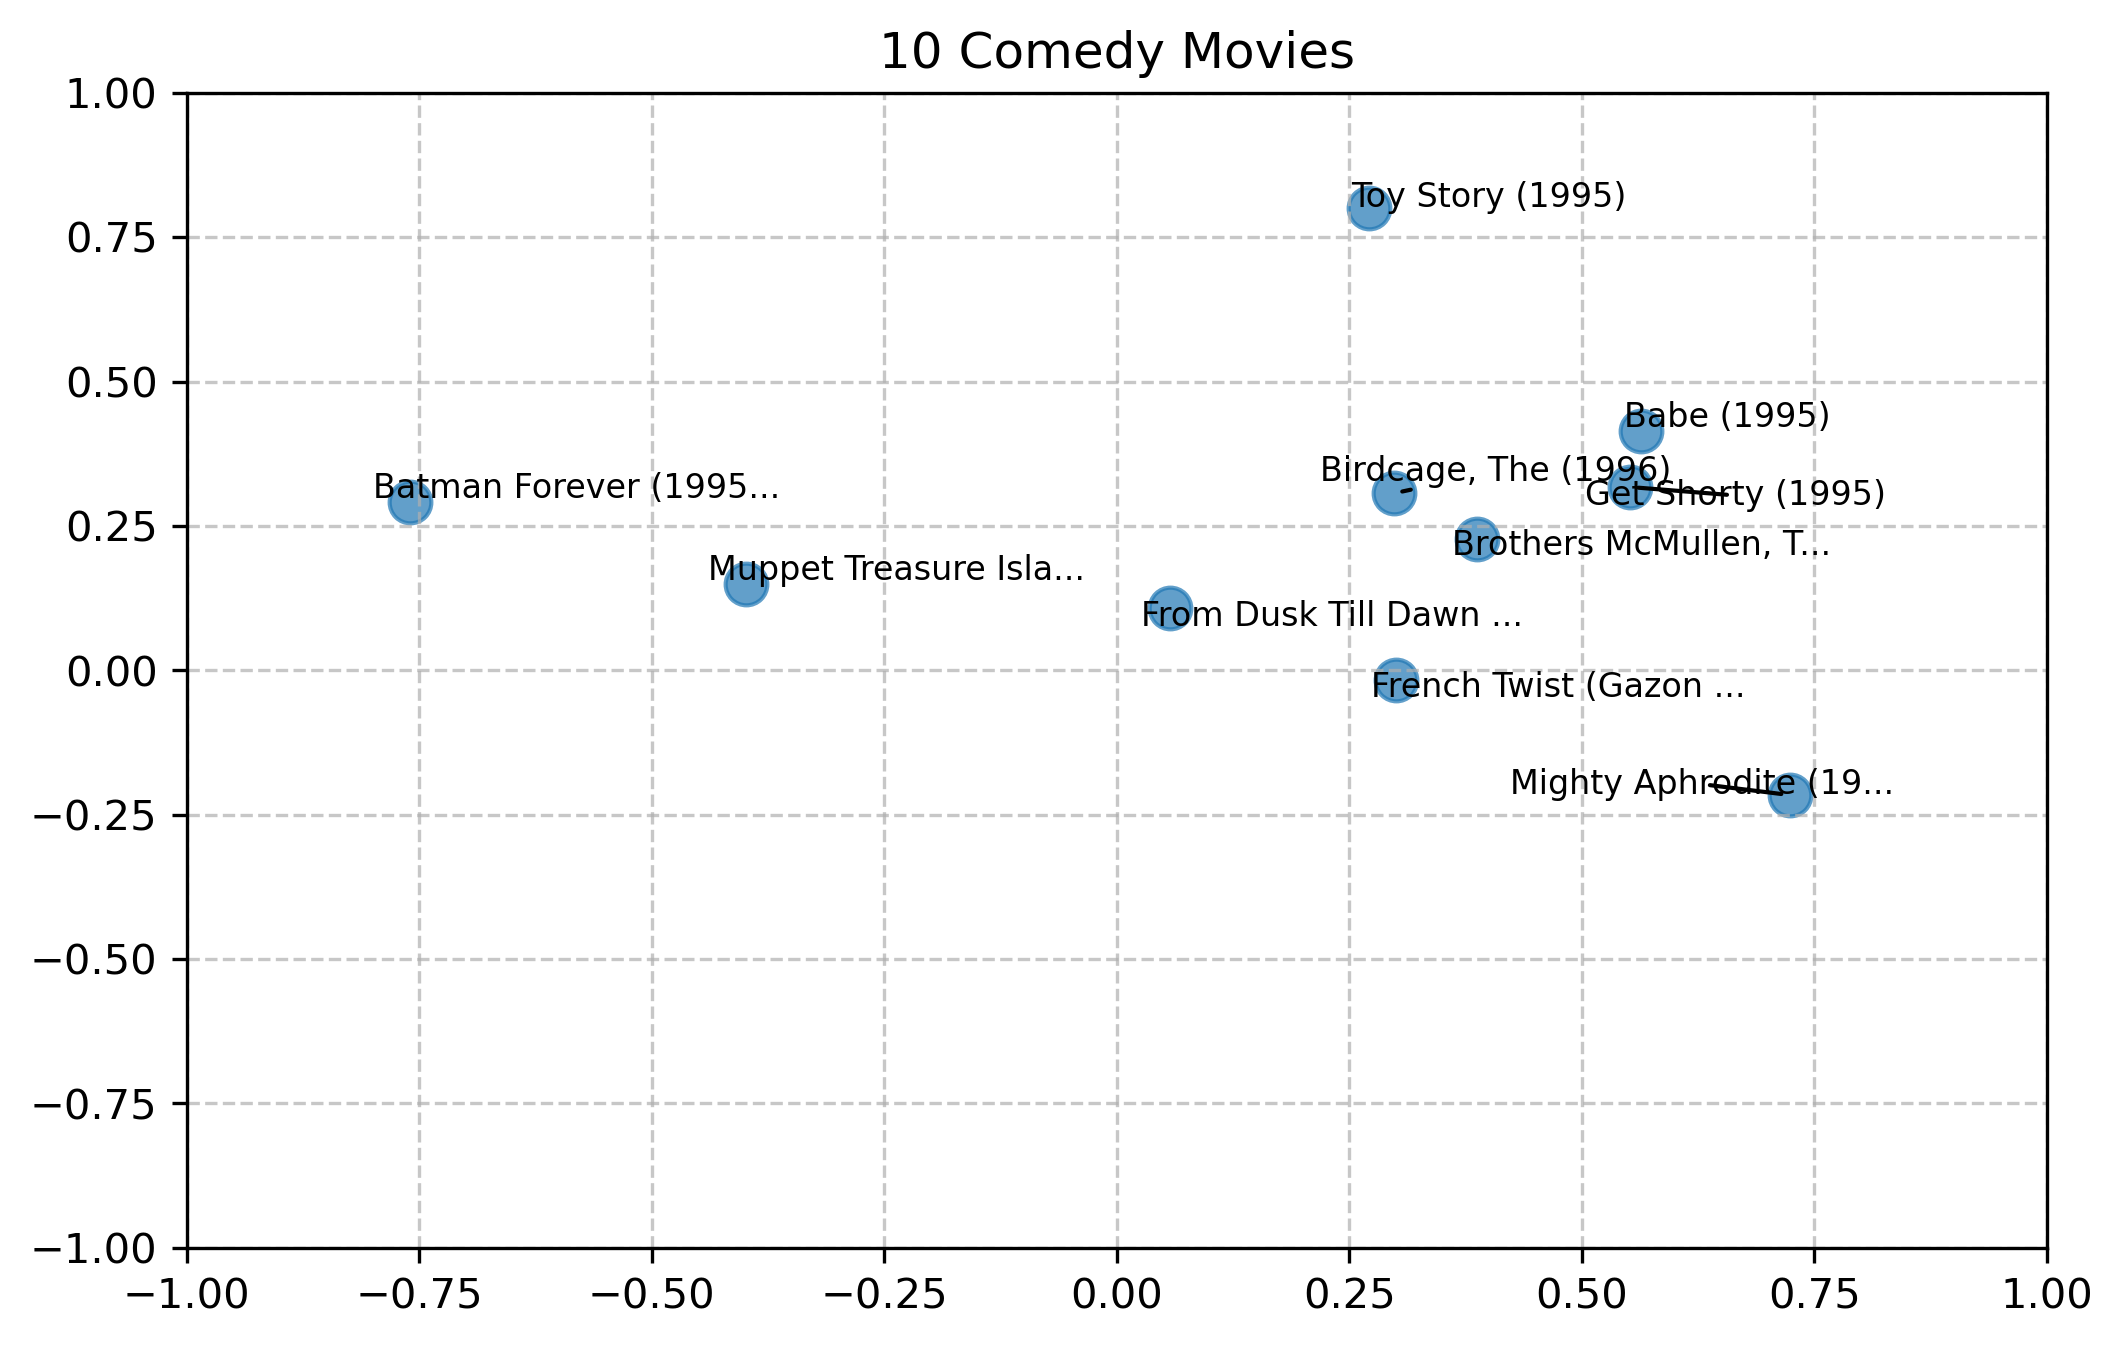 10 Comedy Movies
1.00
0.75
0.50
0.25
0.00
−0.25
−0.50
−0.75
−1.00
Toy Story (1995)
Babe (1995)
Birdcage, The (1996)
Get Shorty (1995)
Batman Forever (1995...
Brothers McMullen, T...
Muppet Treasure Isla...
From Dusk Till Dawn ...
French Twist (Gazon ...
Mighty Aphrodite (19...
−1.00 −0.75 −0.50 −0.25 0.00 0.25 0.50 0.75 1.00